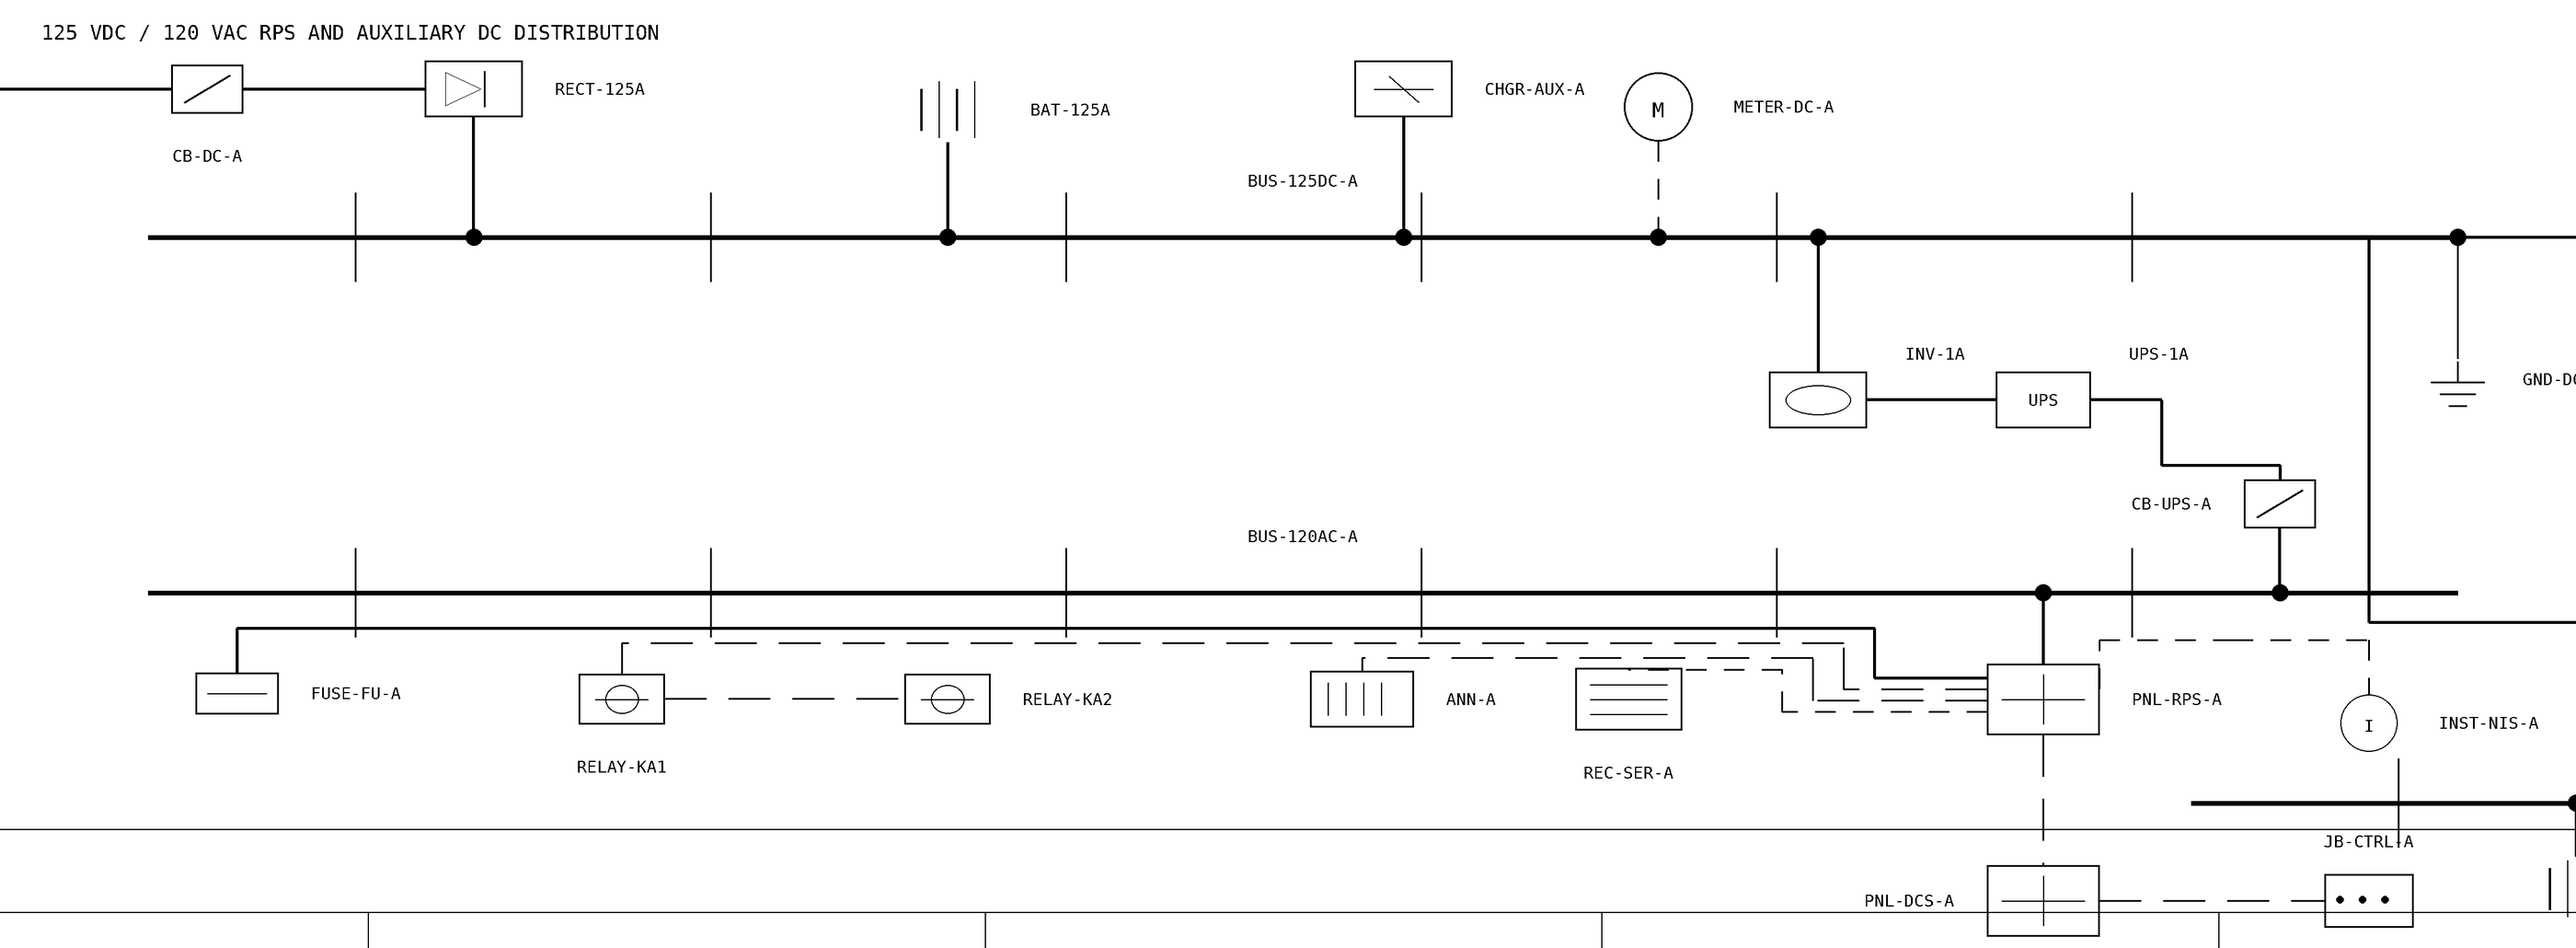 125 VDC / 120 VAC RPS AND AUXILIARY DC DISTRIBUTION
RECT-125A
CHGR-AUX-A
M
METER-DC-A
BAT-125A
CB-DC-A
BUS-125DC-A
INV-1A
UPS-1A
UPS
CB-UPS-A
BUS-120AC-A
FUSE-FU-A
RELAY-KA2
ANN-A
PNL-RPS-A
I
INST-NIS-A
RELAY-KA1
REC-SER-A
JB-CTRL-A
PNL-DCS-A